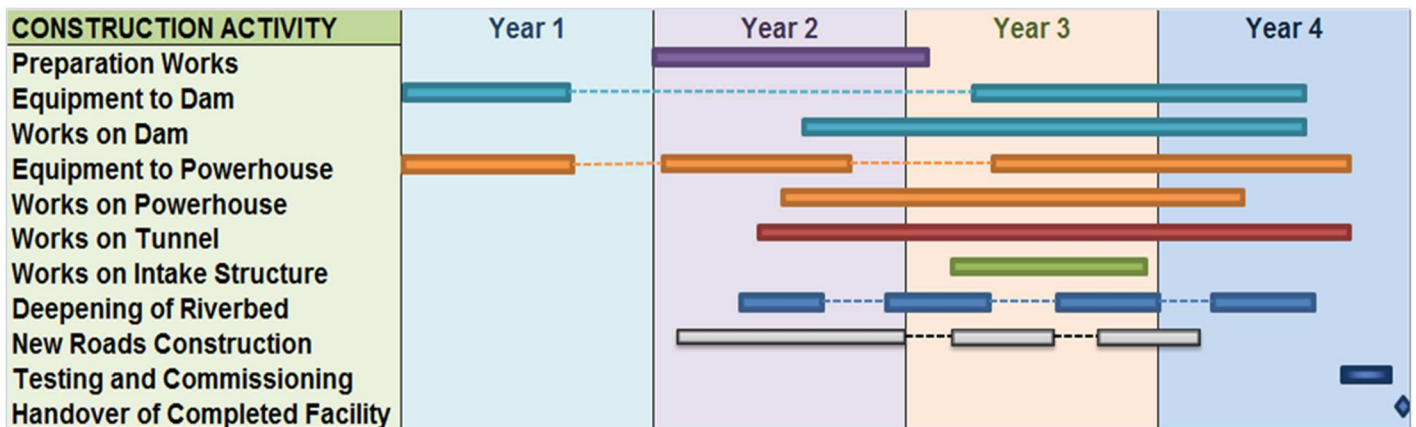 CONSTRUCTION ACTIVITY Year 1 Year 2 Year 3 Year 4
Preparation Works
Equipment to Dam
Works on Dam
Equipment to Powerhouse
Works on Powerhouse
Works on Tunnel
Works on Intake Structure
Deepening of Riverbed
New Roads Construction
Testing and Commissioning
Handover of Completed Facility